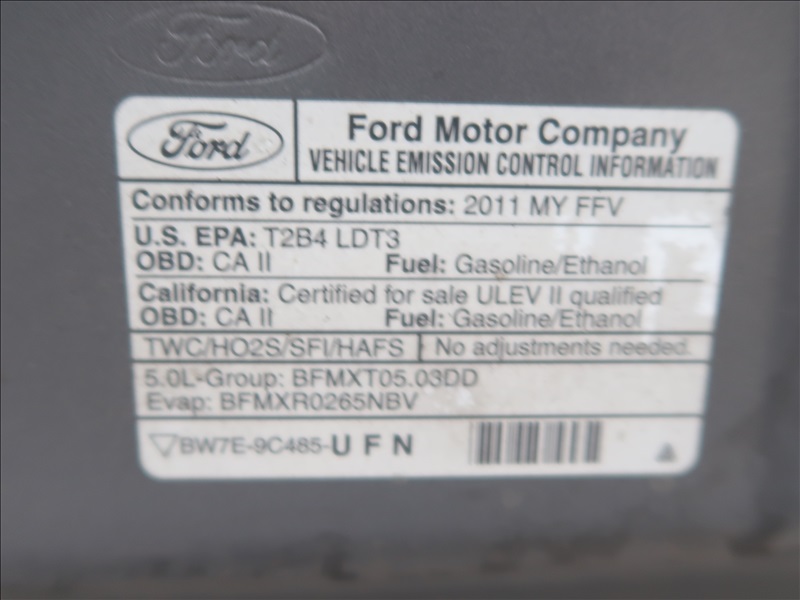 Ford
Ford
Ford Motor Company
VEHICLE EMISSION CONTROL INFORMATION
Conforms to regulations: 2011 MY FFV
U.S. EPA: T2B4 LDT3
OBD: CA II Fuel: Gasoline/Ethanol
California: Certified for sale ULEV II qualified
OBD: CA II Fuel: Gasoline/Ethanol
TWC/HO2S/SFI/HAFS No adjustments needed.
5.0L-Group: BFMXT05.03DD
Evap: BFMXR0265NBV
BW7E-9C485-U F N